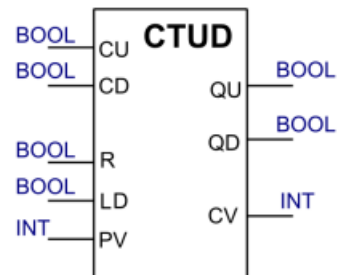 CTUD
BOOL CU
BOOL CD
QU BOOL
QD BOOL
BOOL R
BOOL LD
CV INT
INT PV